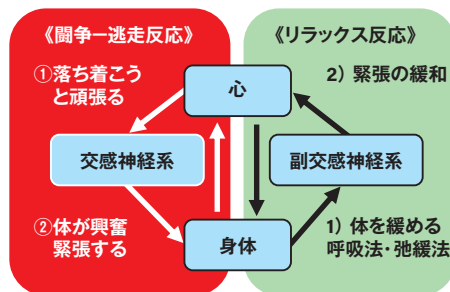 《闘争ー逃走反応》
《リラックス反応》
①落ち着こう
と頑張る
心
2）緊張の緩和
交感神経系
副交感神経系
②体が興奮
緊張する
身体
1）体を緩める
呼吸法・弛緩法